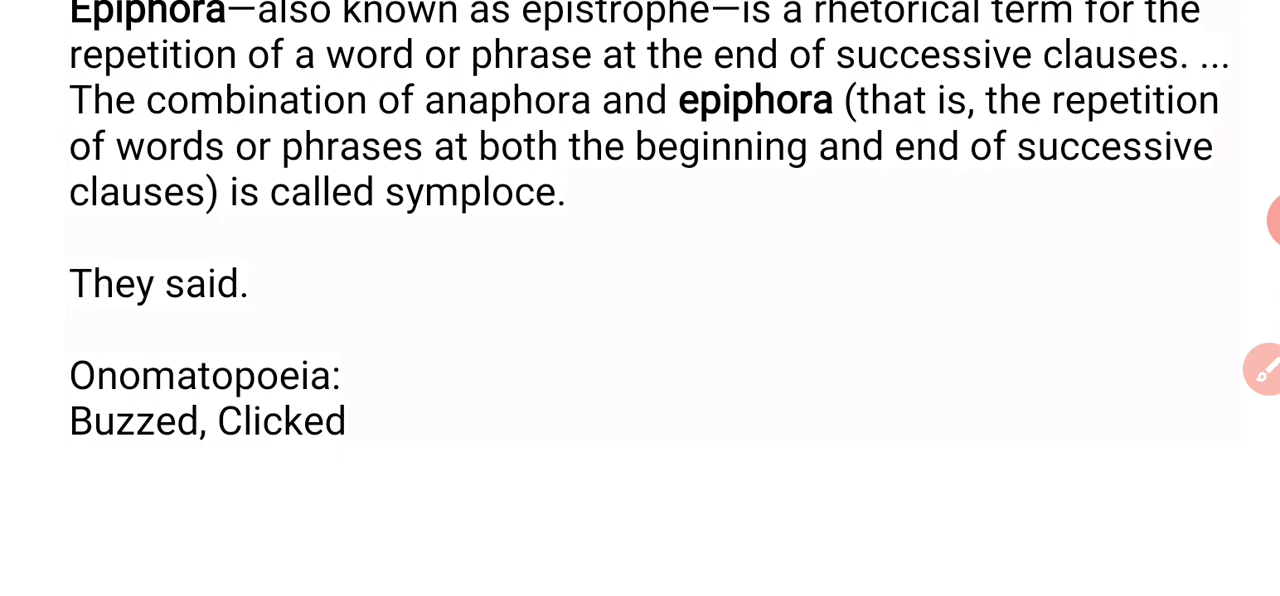 Epiphora—also known as epistrophe—is a rhetorical term for the
repetition of a word or phrase at the end of successive clauses. ...
The combination of anaphora and epiphora (that is, the repetition
of words or phrases at both the beginning and end of successive
clauses) is called symploce.
They said.
Onomatopoeia:
Buzzed, Clicked